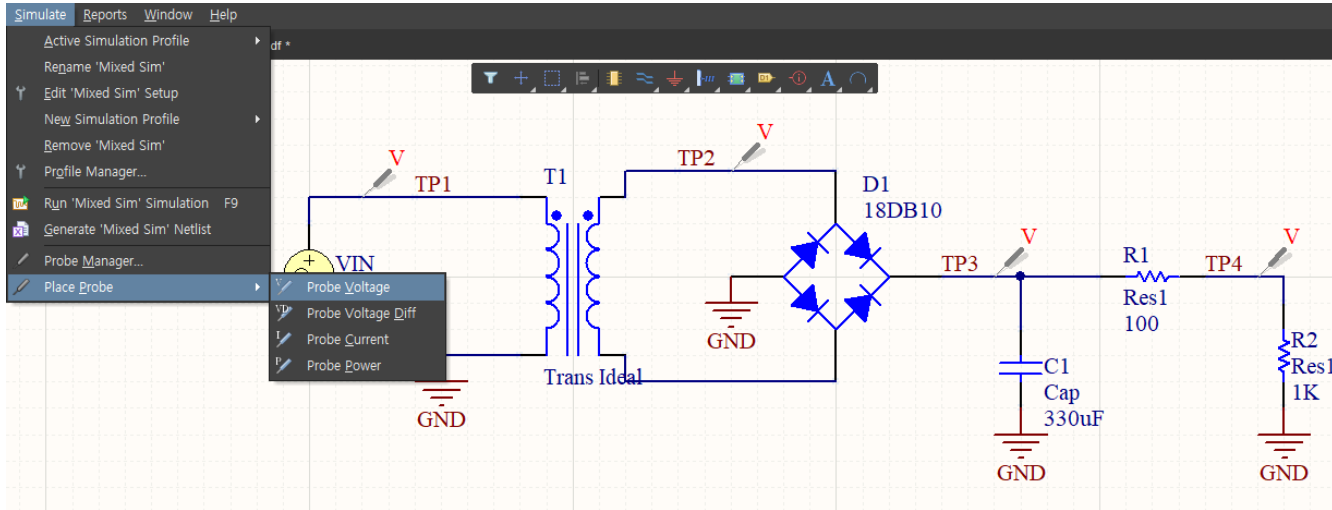 Simulate Reports Window Help
Active Simulation Profile
df *
Rename 'Mixed Sim'
Edit 'Mixed Sim' Setup
New Simulation Profile
Remove 'Mixed Sim'
Profile Manager...
Run 'Mixed Sim' Simulation F9
Generate 'Mixed Sim' Netlist
Probe Manager...
Place Probe
Probe Voltage
Probe Voltage Diff
Probe Current
Probe Power
A
V
TP1
VIN
GND
T1
Trans Ideal
V
TP2
D1
18DB10
GND
V
TP3
C1
Cap
330uF
GND
R1
Res1
100
V
TP4
R2
Res1
1K
GND